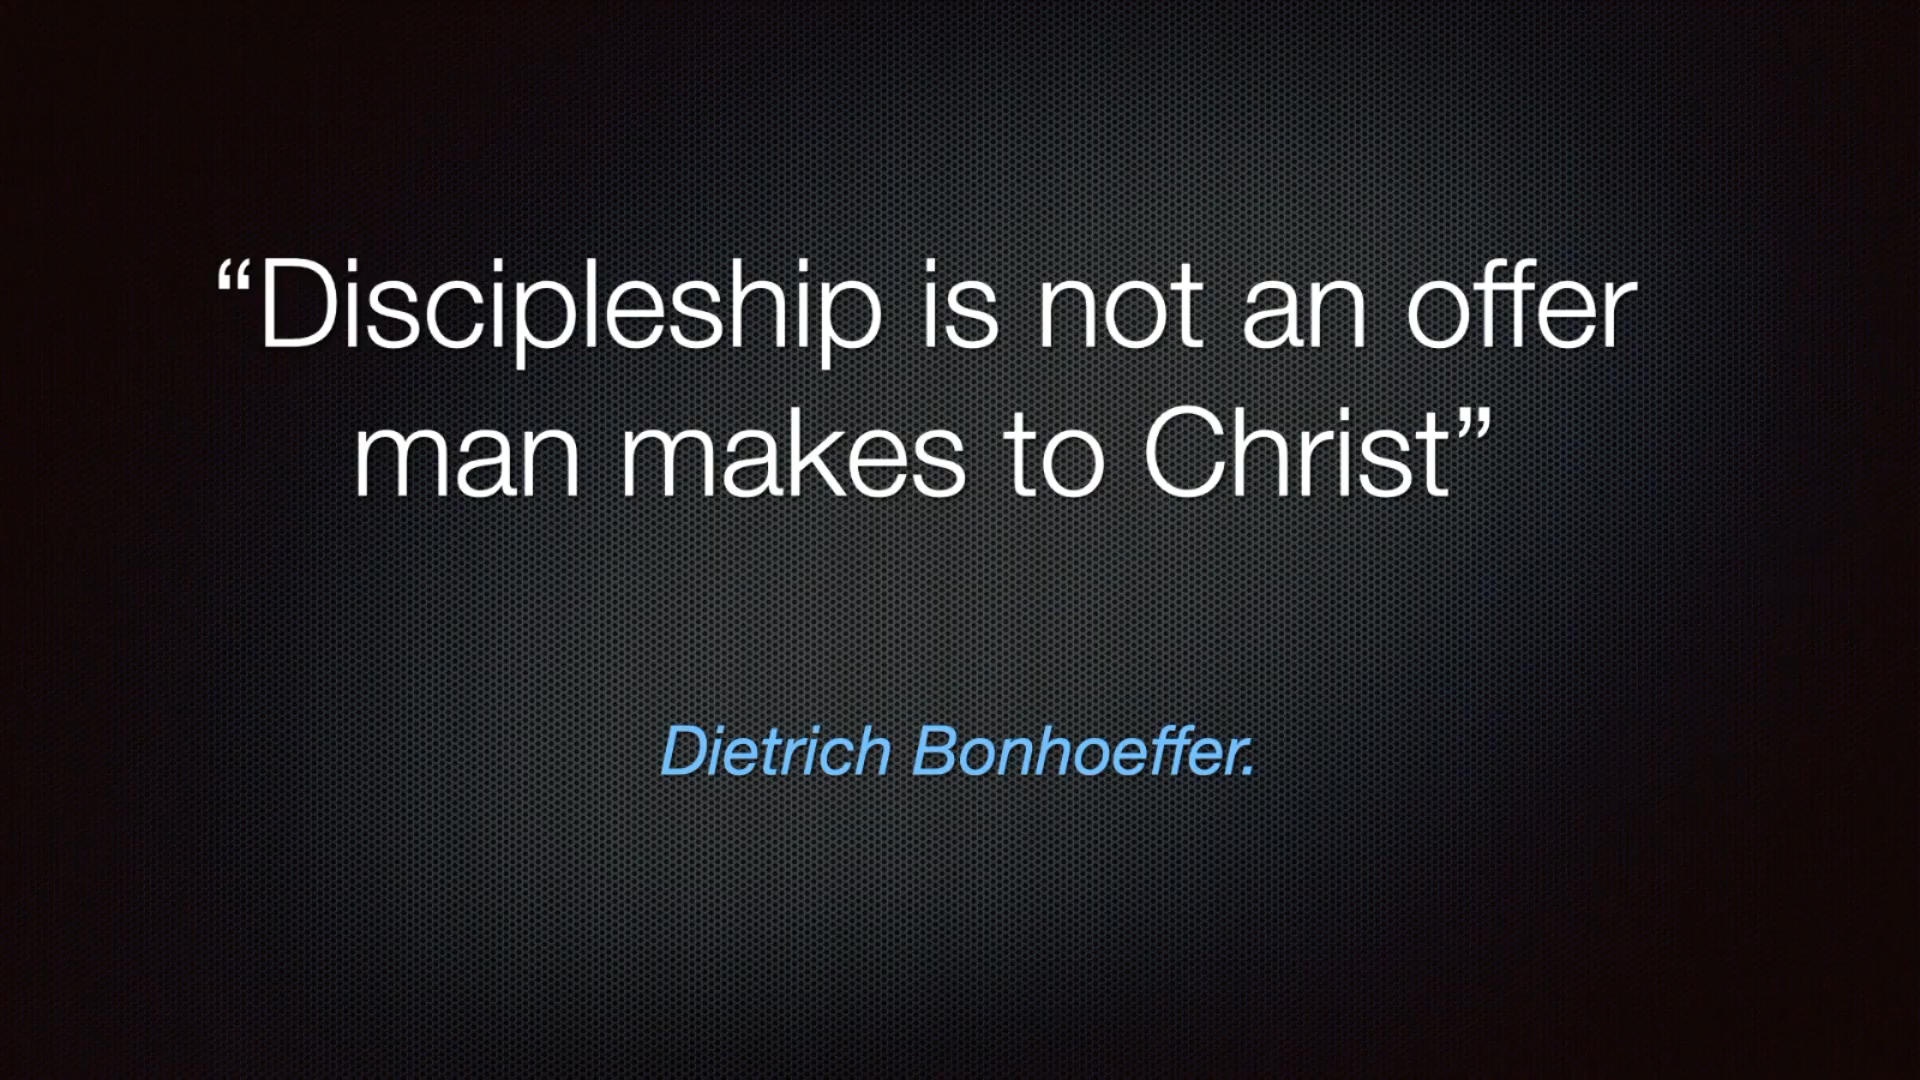 “Discipleship is not an offer
man makes to Christ”
Dietrich Bonhoeffer.